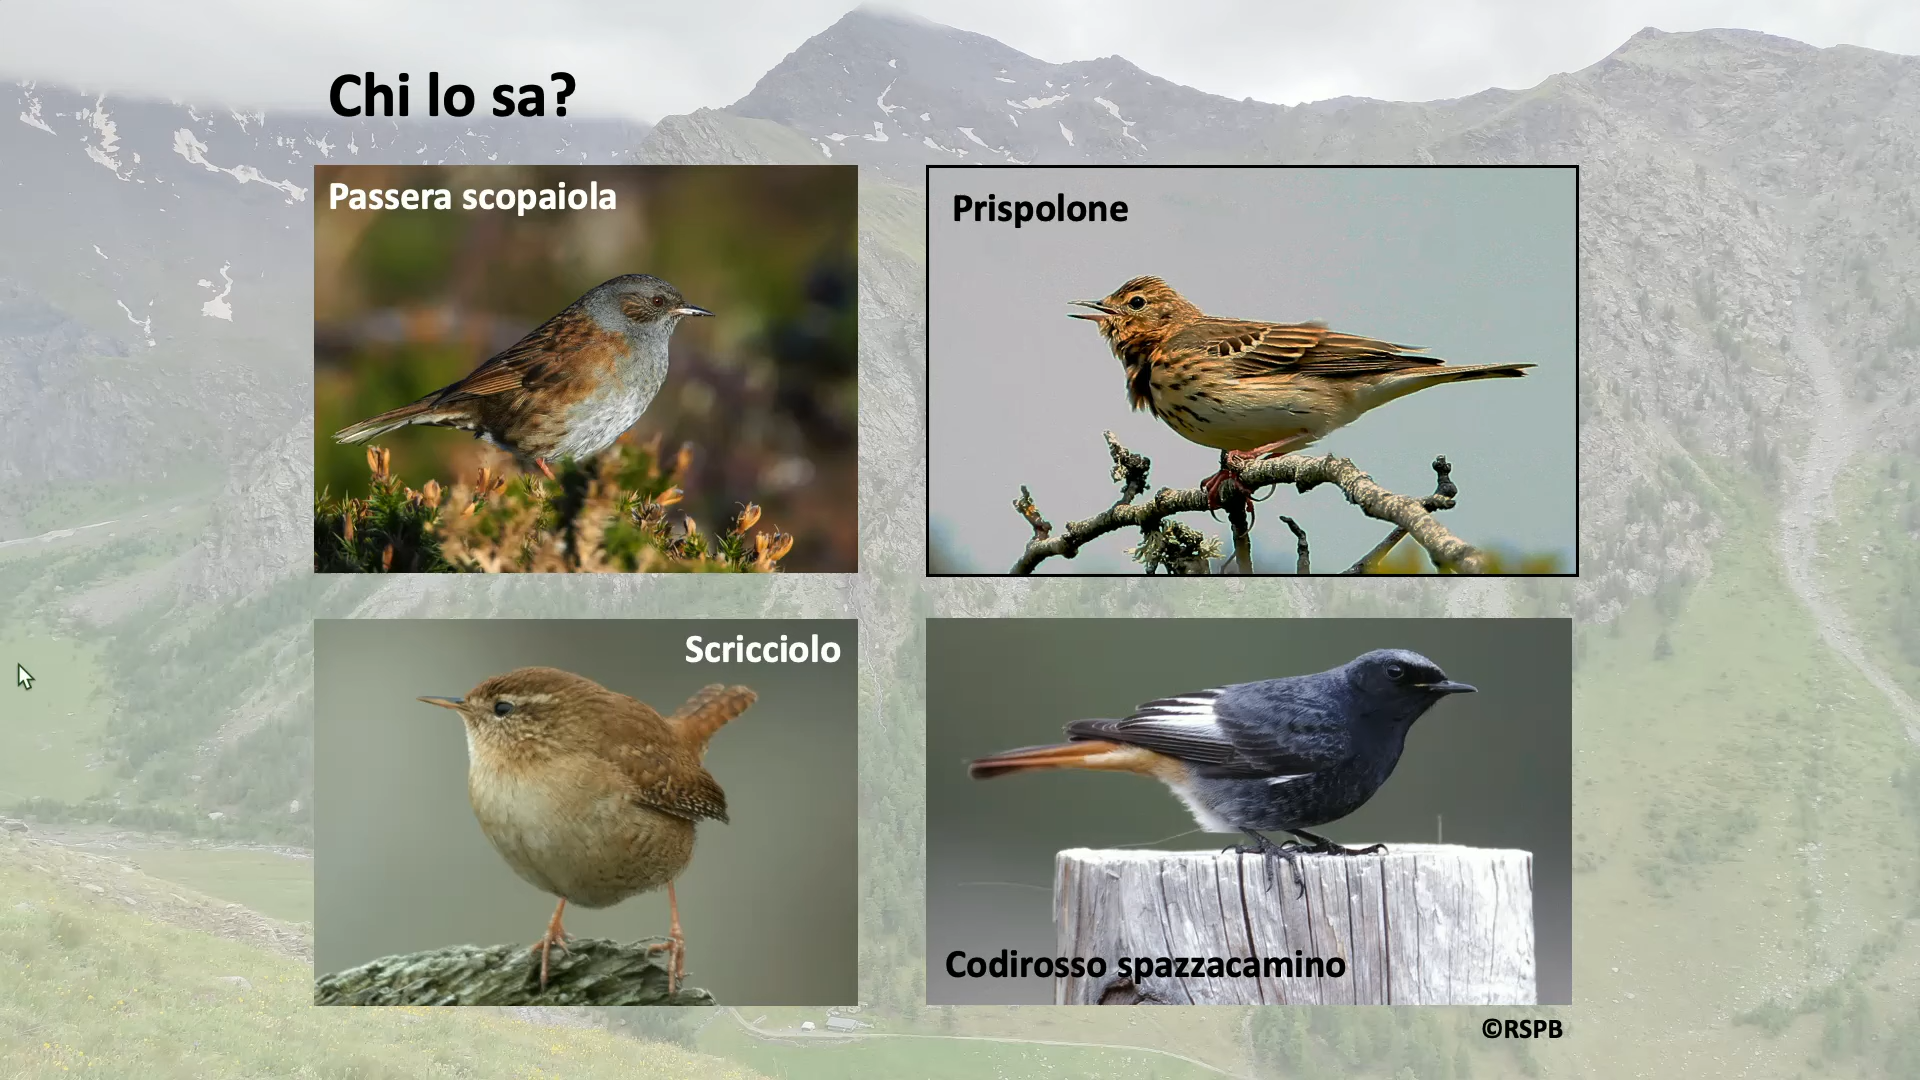 Chi lo sa?
Passera scopaiola
Prispolone
Scricciolo
Codirosso spazzacamino
©RSPB